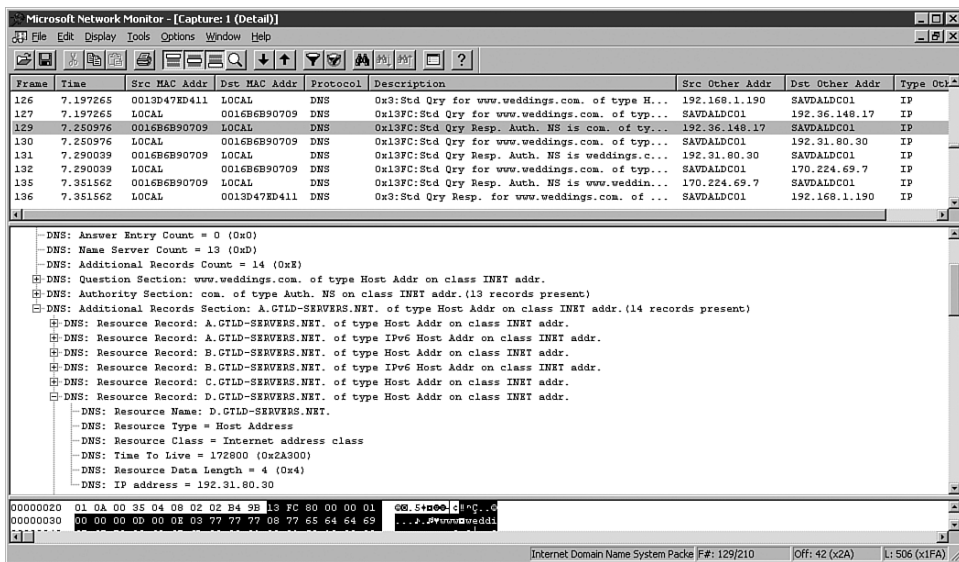 Microsoft Network Monitor - [Capture: 1 (Detail)]
File Edit Display Tools Options Window Help
Frame Time Src MAC Addr Dst MAC Addr Protocol Description Src Other Addr Dst Other Addr Type Oth
126 7.197265 0013D47ED411 LOCAL DNS 0x3:Std Qry for www.weddings.com. of type H... 192.168.1.190 SAVDALDC01 IP
127 7.197265 LOCAL 0016B6B90709 DNS 0x13FC:Std Qry for www.weddings.com. of typ... SAVDALDC01 192.36.148.17 IP
129 7.250976 0016B6B90709 LOCAL DNS 0x13FC:Std Qry Resp. Auth. NS is com. of ty... 192.36.148.17 SAVDALDC01 IP
130 7.250976 LOCAL 0016B6B90709 DNS 0x13FC:Std Qry for www.weddings.com. of typ... SAVDALDC01 192.31.80.30 IP
131 7.290039 0016B6B90709 LOCAL DNS 0x13FC:Std Qry Resp. Auth. NS is weddings.c... 192.31.80.30 SAVDALDC01 IP
132 7.290039 LOCAL 0016B6B90709 DNS 0x13FC:Std Qry for www.weddings.com. of typ... SAVDALDC01 170.224.69.7 IP
135 7.351562 0016B6B90709 LOCAL DNS 0x13FC:Std Qry Resp. Auth. NS is www.weddin... 170.224.69.7 SAVDALDC01 IP
136 7.351562 LOCAL 0013D47ED411 DNS 0x3:Std Qry Resp. for www.weddings.com. of ... SAVDALDC01 192.168.1.190 IP
DNS: Answer Entry Count = 0 (0x0)
DNS: Name Server Count = 13 (0xD)
DNS: Additional Records Count = 14 (0xE)
DNS: Question Section: www.weddings.com. of type Host Addr on class INET addr.
DNS: Authority Section: com. of type Auth. NS on class INET addr.(13 records present)
DNS: Additional Records Section: A.GTLD-SERVERS.NET. of type Host Addr on class INET addr.(14 records present)
DNS: Resource Record: A.GTLD-SERVERS.NET. of type Host Addr on class INET addr.
DNS: Resource Record: A.GTLD-SERVERS.NET. of type IPv6 Host Addr on class INET addr.
DNS: Resource Record: B.GTLD-SERVERS.NET. of type Host Addr on class INET addr.
DNS: Resource Record: B.GTLD-SERVERS.NET. of type IPv6 Host Addr on class INET addr.
DNS: Resource Record: C.GTLD-SERVERS.NET. of type Host Addr on class INET addr.
DNS: Resource Record: D.GTLD-SERVERS.NET. of type Host Addr on class INET addr.
DNS: Resource Name: D.GTLD-SERVERS.NET.
DNS: Resource Type = Host Address
DNS: Resource Class = Internet address class
DNS: Time To Live = 172800 (0x2A300)
DNS: Resource Data Length = 4 (0x4)
DNS: IP address = 192.31.80.30
00000020 01 0A 00 35 04 08 02 02 B4 9B 13 FC 80 00 00 01
00000030 00 00 00 0D 00 0E 03 77 77 77 08 77 65 64 64 69
Internet Domain Name System Packe F#: 129/210 Off: 42 (x2A) L: 506 (x1FA)